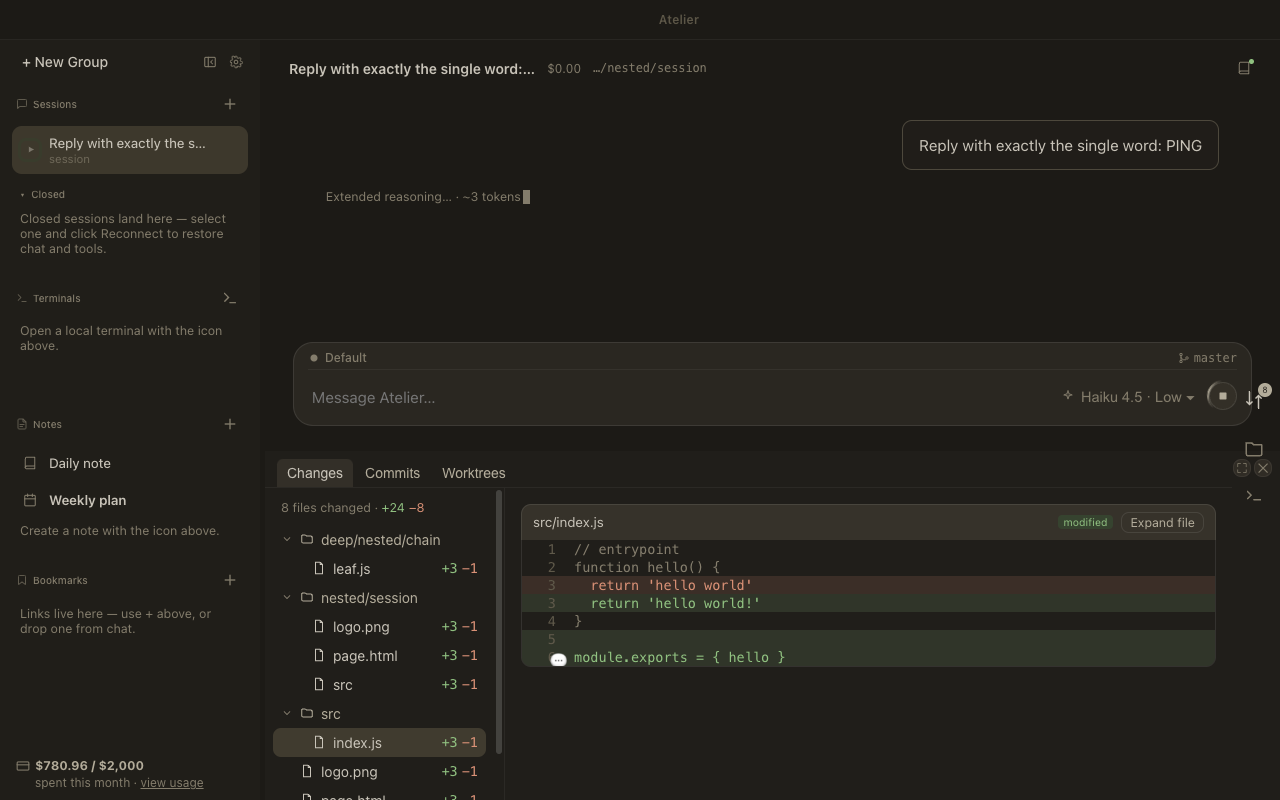 Atelier
+ New Group
Sessions
Reply with exactly the s...
session
Closed
Closed sessions land here — select
one and click Reconnect to restore
chat and tools.
Terminals
Open a local terminal with the icon
above.
Notes
Daily note
Weekly plan
Create a note with the icon above.
Bookmarks
Links live here — use + above, or
drop one from chat.
$780.96 / $2,000
spent this month · view usage
Reply with exactly the single word:... $0.00 …/nested/session
Reply with exactly the single word: PING
Extended reasoning... · ~3 tokens
Default
master
Message Atelier...
Haiku 4.5 · Low
8
Changes Commits Worktrees
8 files changed · +24 −8
deep/nested/chain
leaf.js +3 −1
nested/session
logo.png +3 −1
page.html +3 −1
src +3 −1
src
index.js +3 −1
logo.png +3 −1
page.html +3 −1
src/index.js modified Expand file
1 // entrypoint
2 function hello() {
3 return 'hello world'
3 return 'hello world!'
4 }
5
module.exports = { hello }